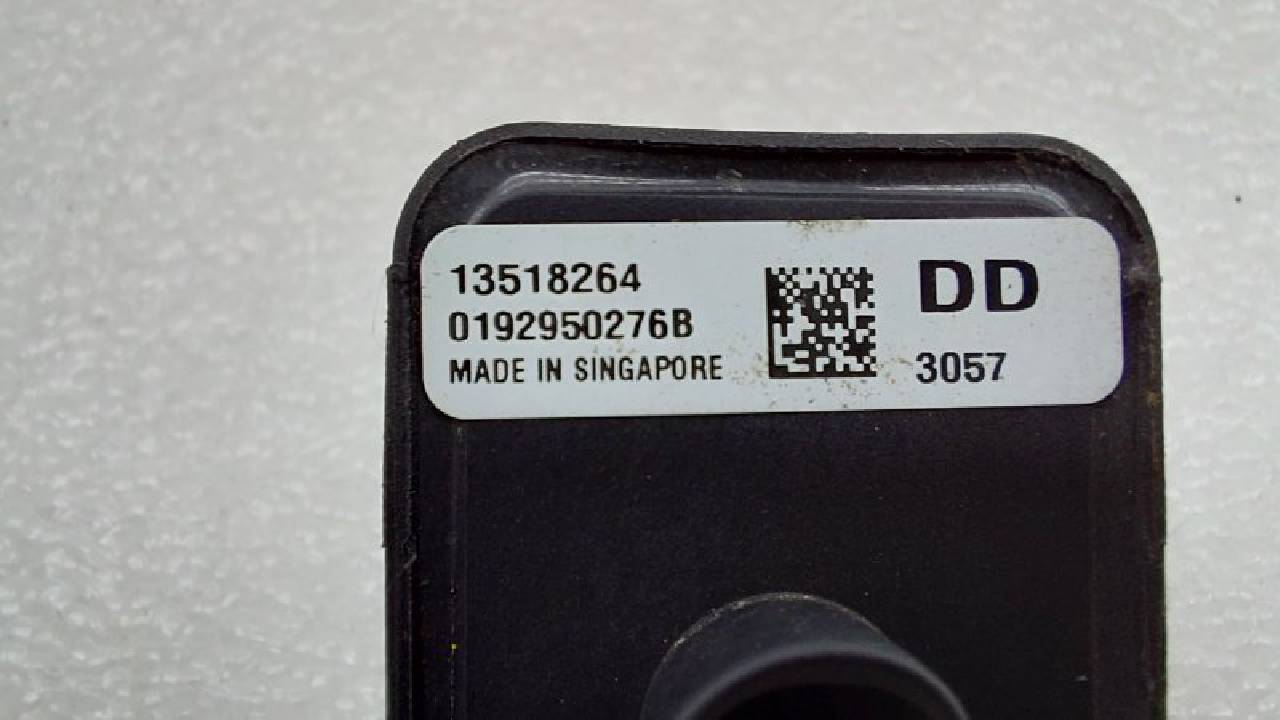 13518264
0192950276B
MADE IN SINGAPORE
DD
3057